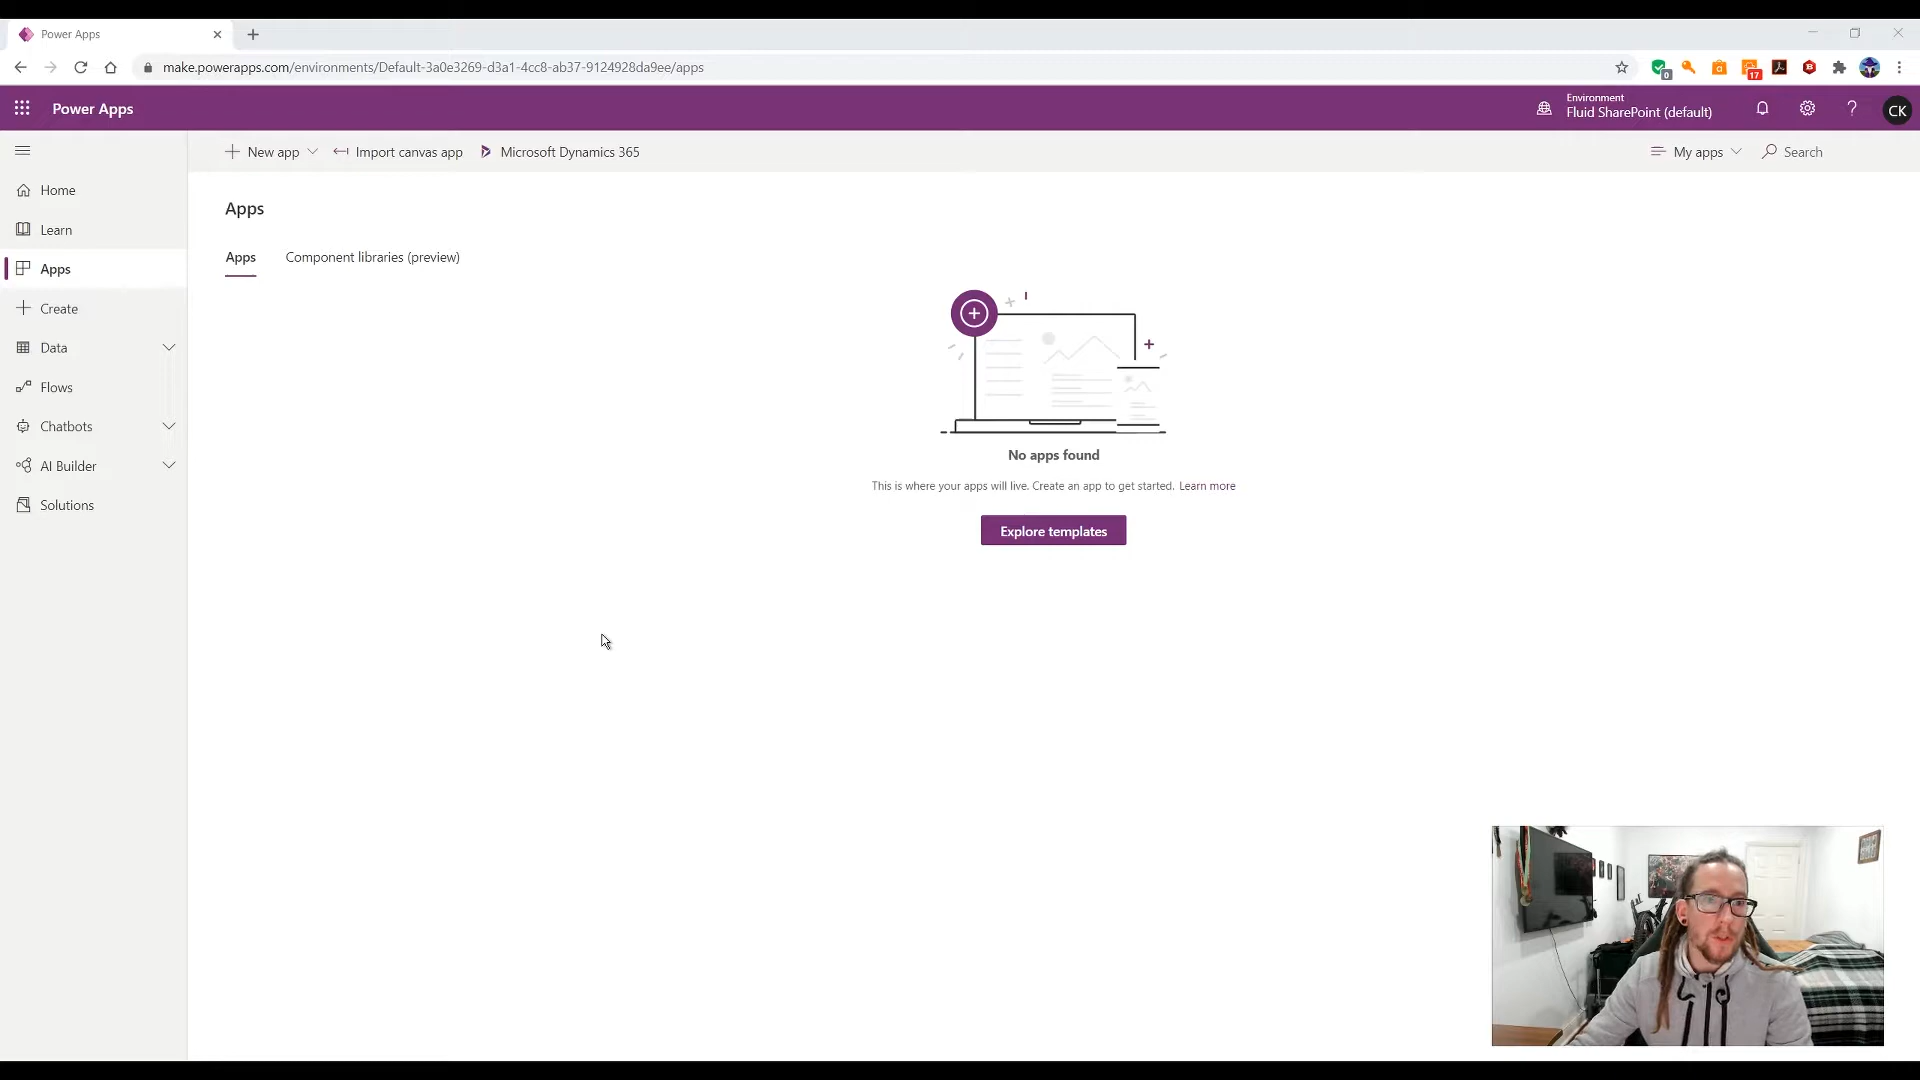 Power Apps
make.powerapps.com/environments/Default-3a0e3269-d3a1-4cc8-ab37-9124928da9ee/apps
0
17
Power Apps
Environment
Fluid SharePoint (default)
?
CK
New app
Import canvas app
Microsoft Dynamics 365
My apps
Search
Home
Learn
Apps
Create
Data
Flows
Chatbots
AI Builder
Solutions
Apps
Apps
Component libraries (preview)
No apps found
This is where your apps will live. Create an app to get started. Learn more
Explore templates